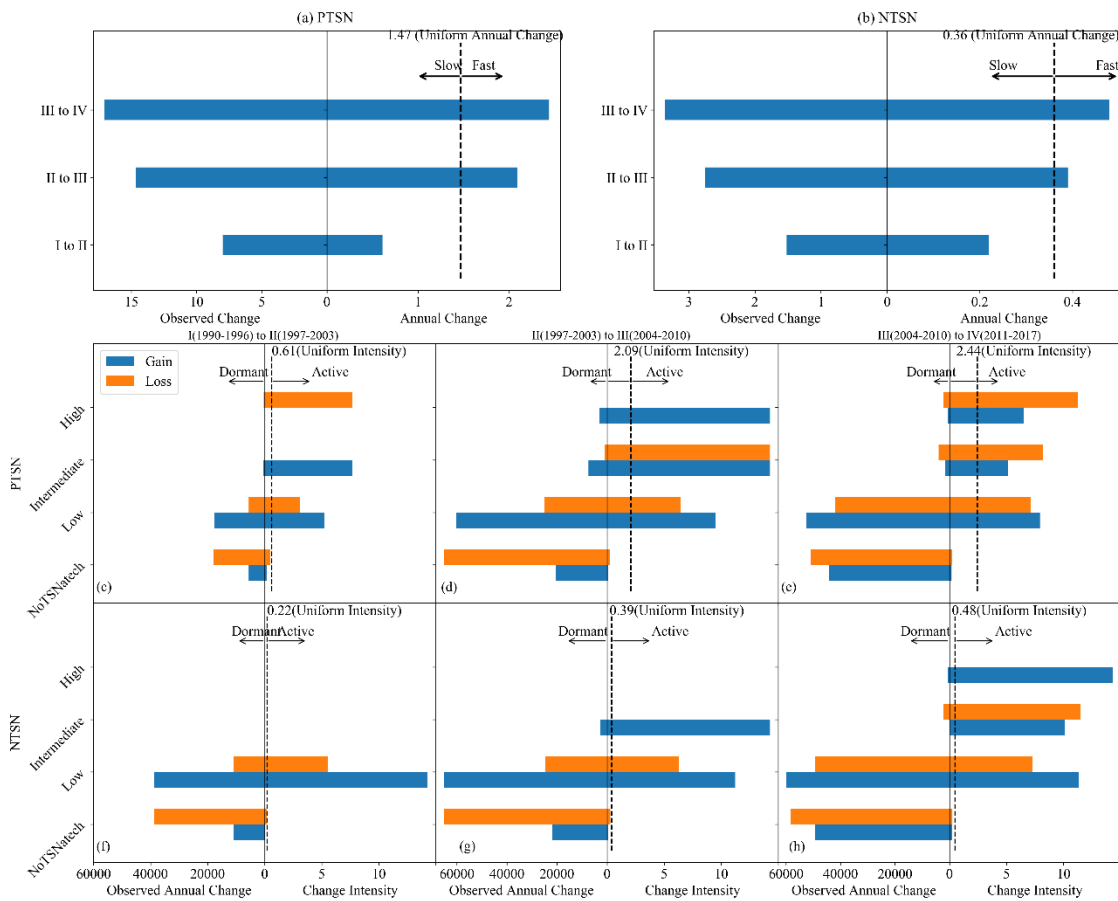 (a) PTSN
(b) NTSN
1.47 (Uniform Annual Change)
0.36 (Uniform Annual Change)
Slow Fast
Slow Fast
III to IV
III to IV
II to III
II to III
I to II
I to II
15 10 5 0 1 2
3 2 1 0 0.2 0.4
Observed Change Annual Change
Observed Change Annual Change
I(1990-1996) to II(1997-2003)
II(1997-2003) to III(2004-2010)
III(2004-2010) to IV(2011-2017)
0.61(Uniform Intensity)
2.09(Uniform Intensity)
2.44(Uniform Intensity)
Gain
Loss
Dormant Active
Dormant Active
Dormant Active
PTSN
High
Intermediate
Low
NoTSNatech
(c)
(d)
(e)
0.22(Uniform Intensity)
0.39(Uniform Intensity)
0.48(Uniform Intensity)
Dormant Active
Dormant Active
Dormant Active
NTSN
High
Intermediate
Low
NoTSNatech
(f)
(g)
(h)
60000 40000 20000 0 5 10
60000 40000 20000 0 5 10
60000 40000 20000 0 5 10
Observed Annual Change Change Intensity
Observed Annual Change Change Intensity
Observed Annual Change Change Intensity